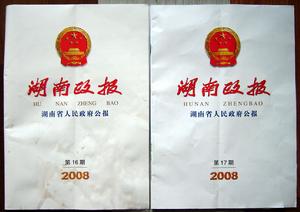 湖南政报
HU NAN ZHENG BAO
湖南省人民政府公报
第16期
2008
湖南政报
HUNAN ZHENGBAO
湖南省人民政府公报
第17期
2008